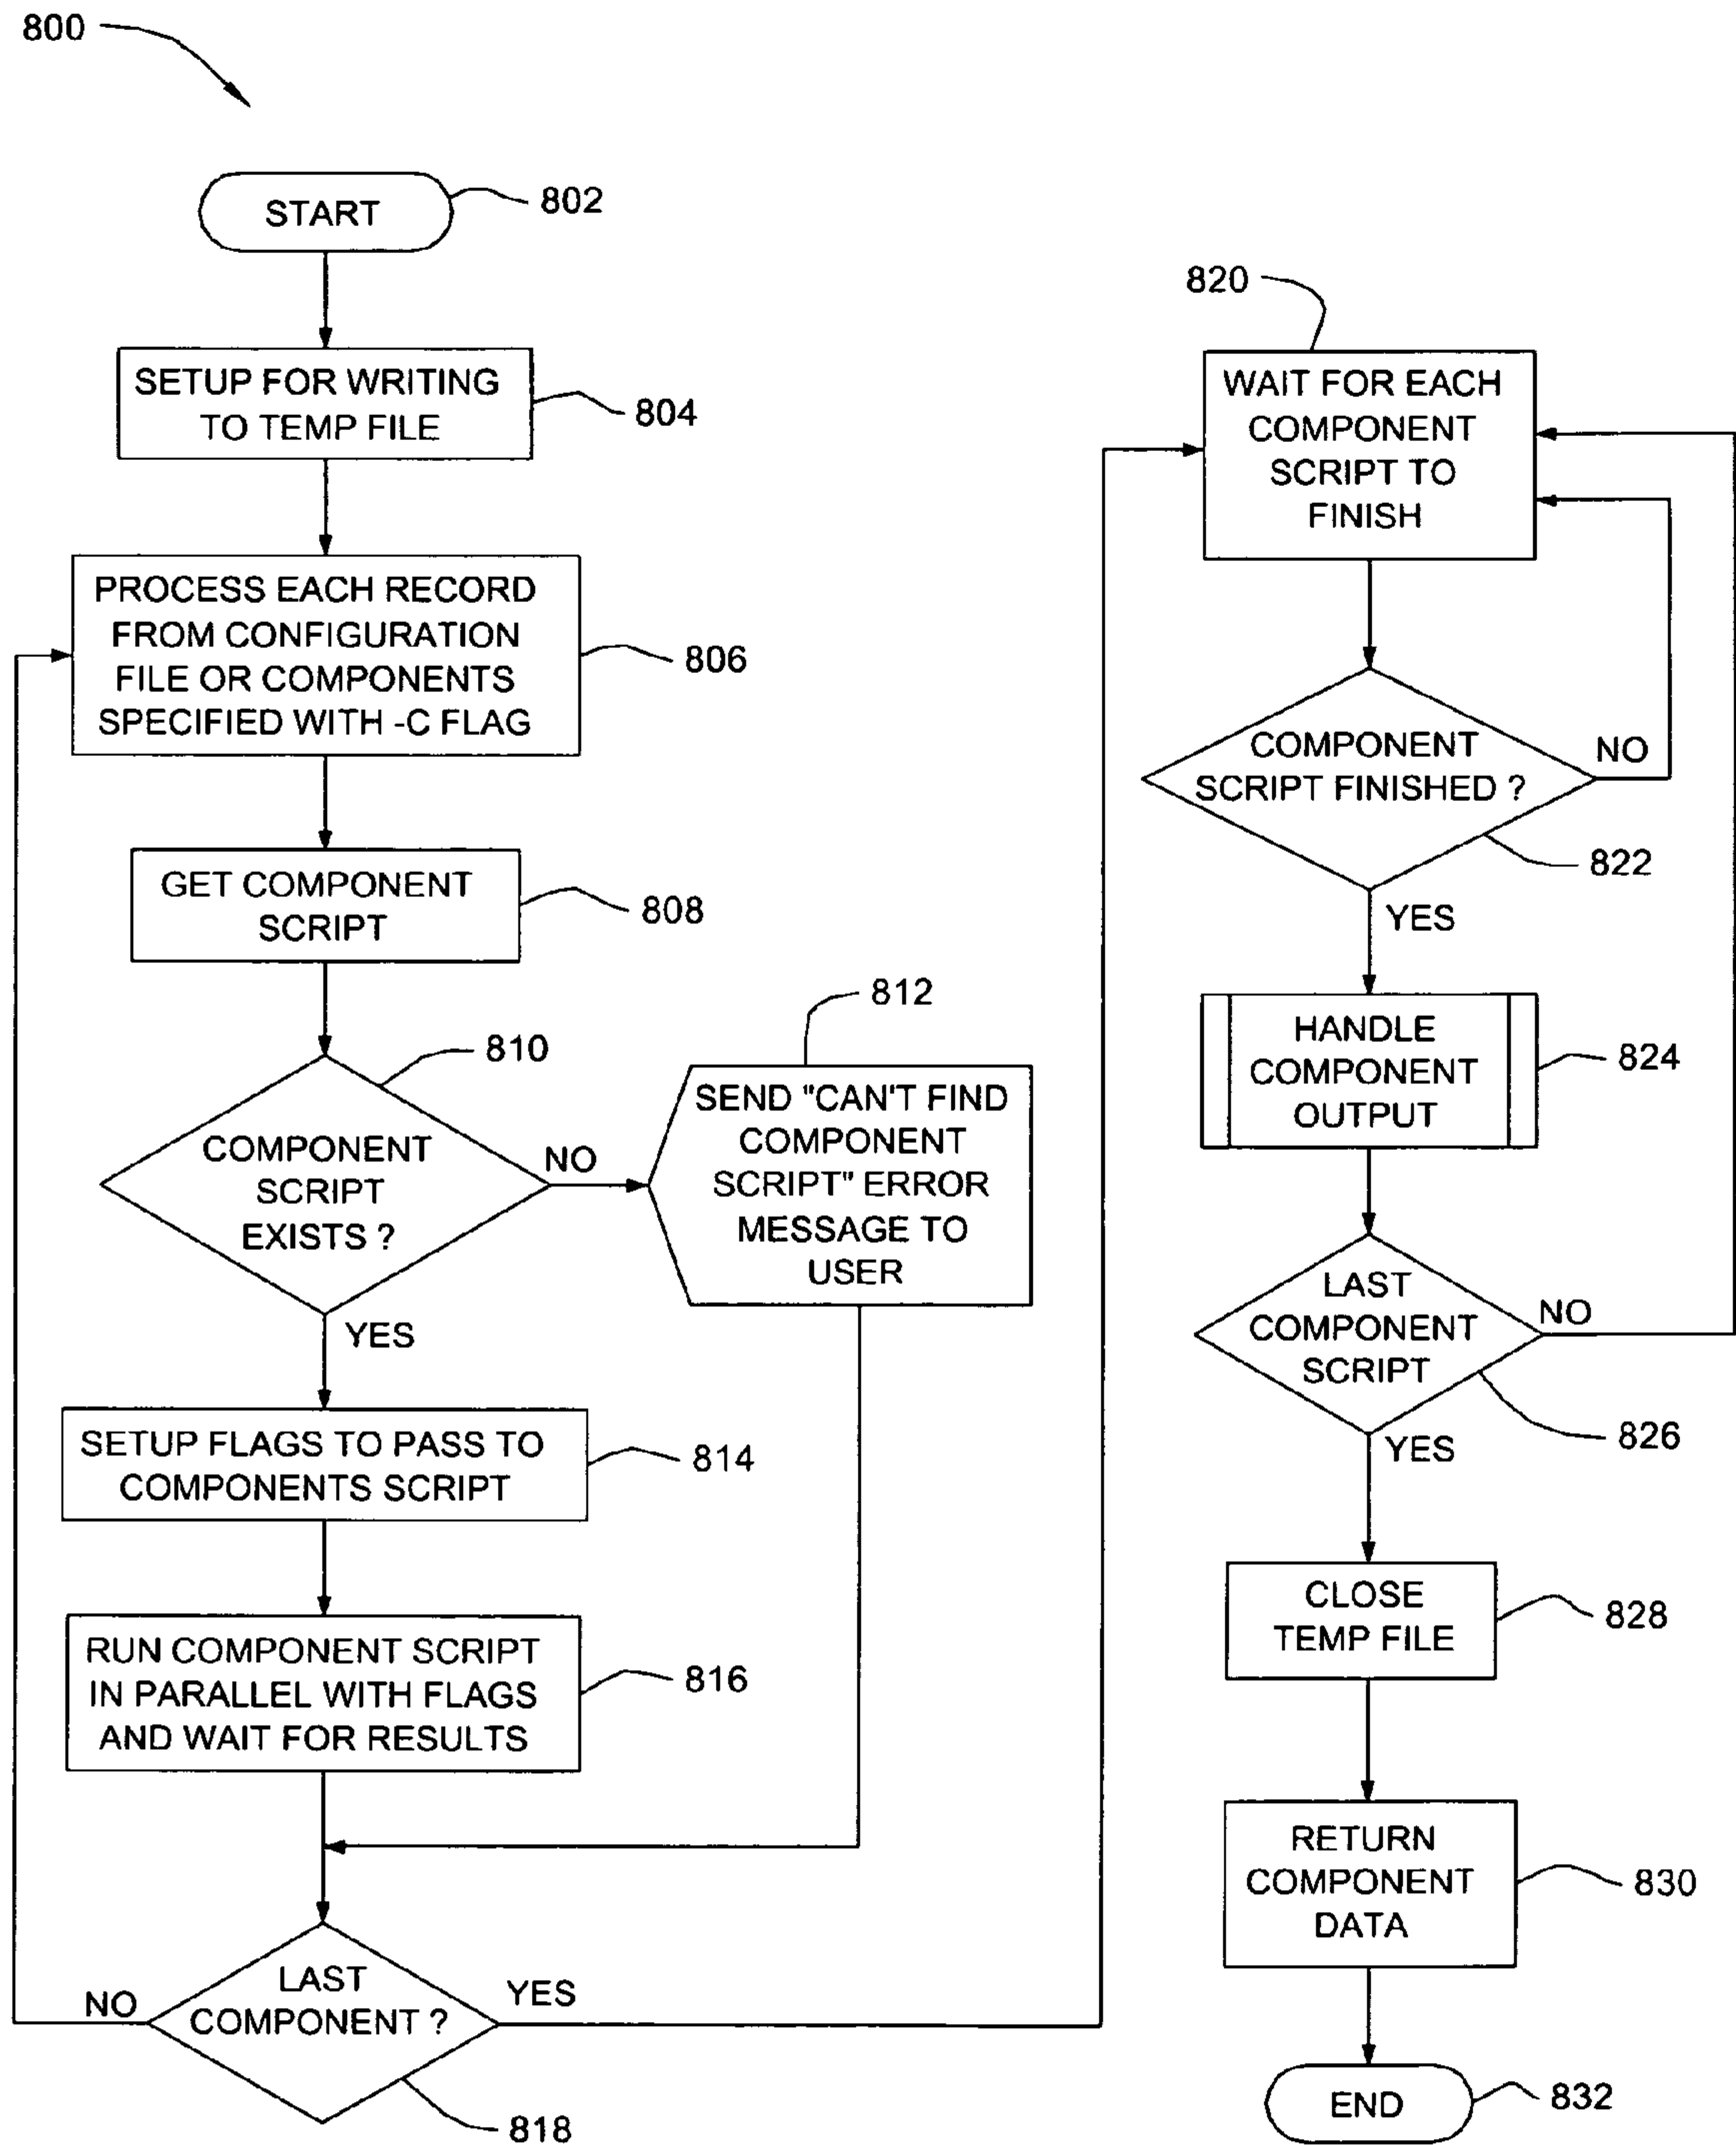 800
START
802
SETUP FOR WRITING
TO TEMP FILE
804
PROCESS EACH RECORD
FROM CONFIGURATION
FILE OR COMPONENTS
SPECIFIED WITH -C FLAG
806
GET COMPONENT
SCRIPT
808
810
COMPONENT
SCRIPT
EXISTS ?
NO
YES
812
SEND "CAN'T FIND
COMPONENT
SCRIPT" ERROR
MESSAGE TO
USER
SETUP FLAGS TO PASS TO
COMPONENTS SCRIPT
814
RUN COMPONENT SCRIPT
IN PARALLEL WITH FLAGS
AND WAIT FOR RESULTS
816
LAST
COMPONENT ?
NO
YES
818
820
WAIT FOR EACH
COMPONENT
SCRIPT TO
FINISH
COMPONENT
SCRIPT FINISHED ?
NO
822
YES
HANDLE
COMPONENT
OUTPUT
824
LAST
COMPONENT
SCRIPT
NO
826
YES
CLOSE
TEMP FILE
828
RETURN
COMPONENT
DATA
830
END
832